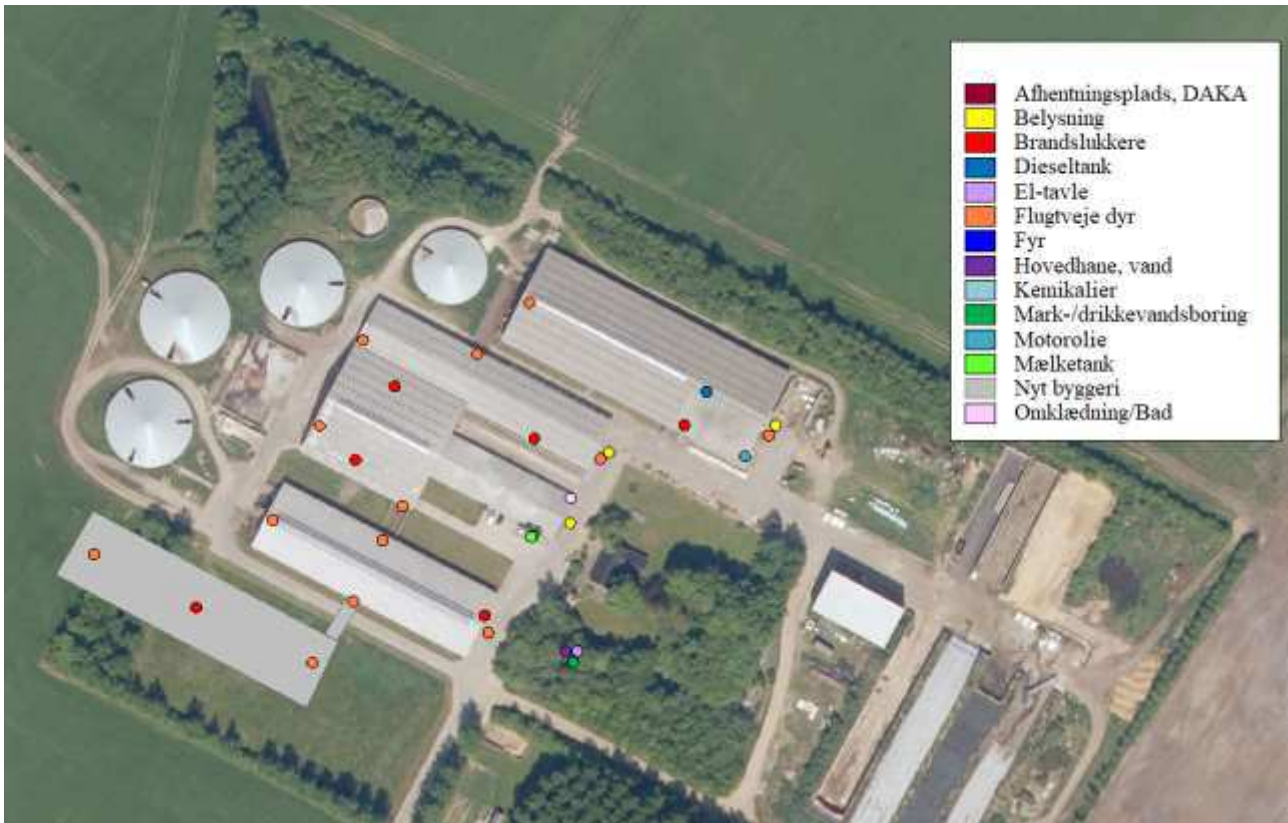 Afhentningsplads, DAKA
Belysning
Brandslukkere
Dieseltank
El-tavle
Flugtveje dyr
Fyr
Hovedhane, vand
Kemikalier
Mark-/drikkevandsboring
Motorolie
Mælketank
Nyt byggeri
Omklædning/Bad